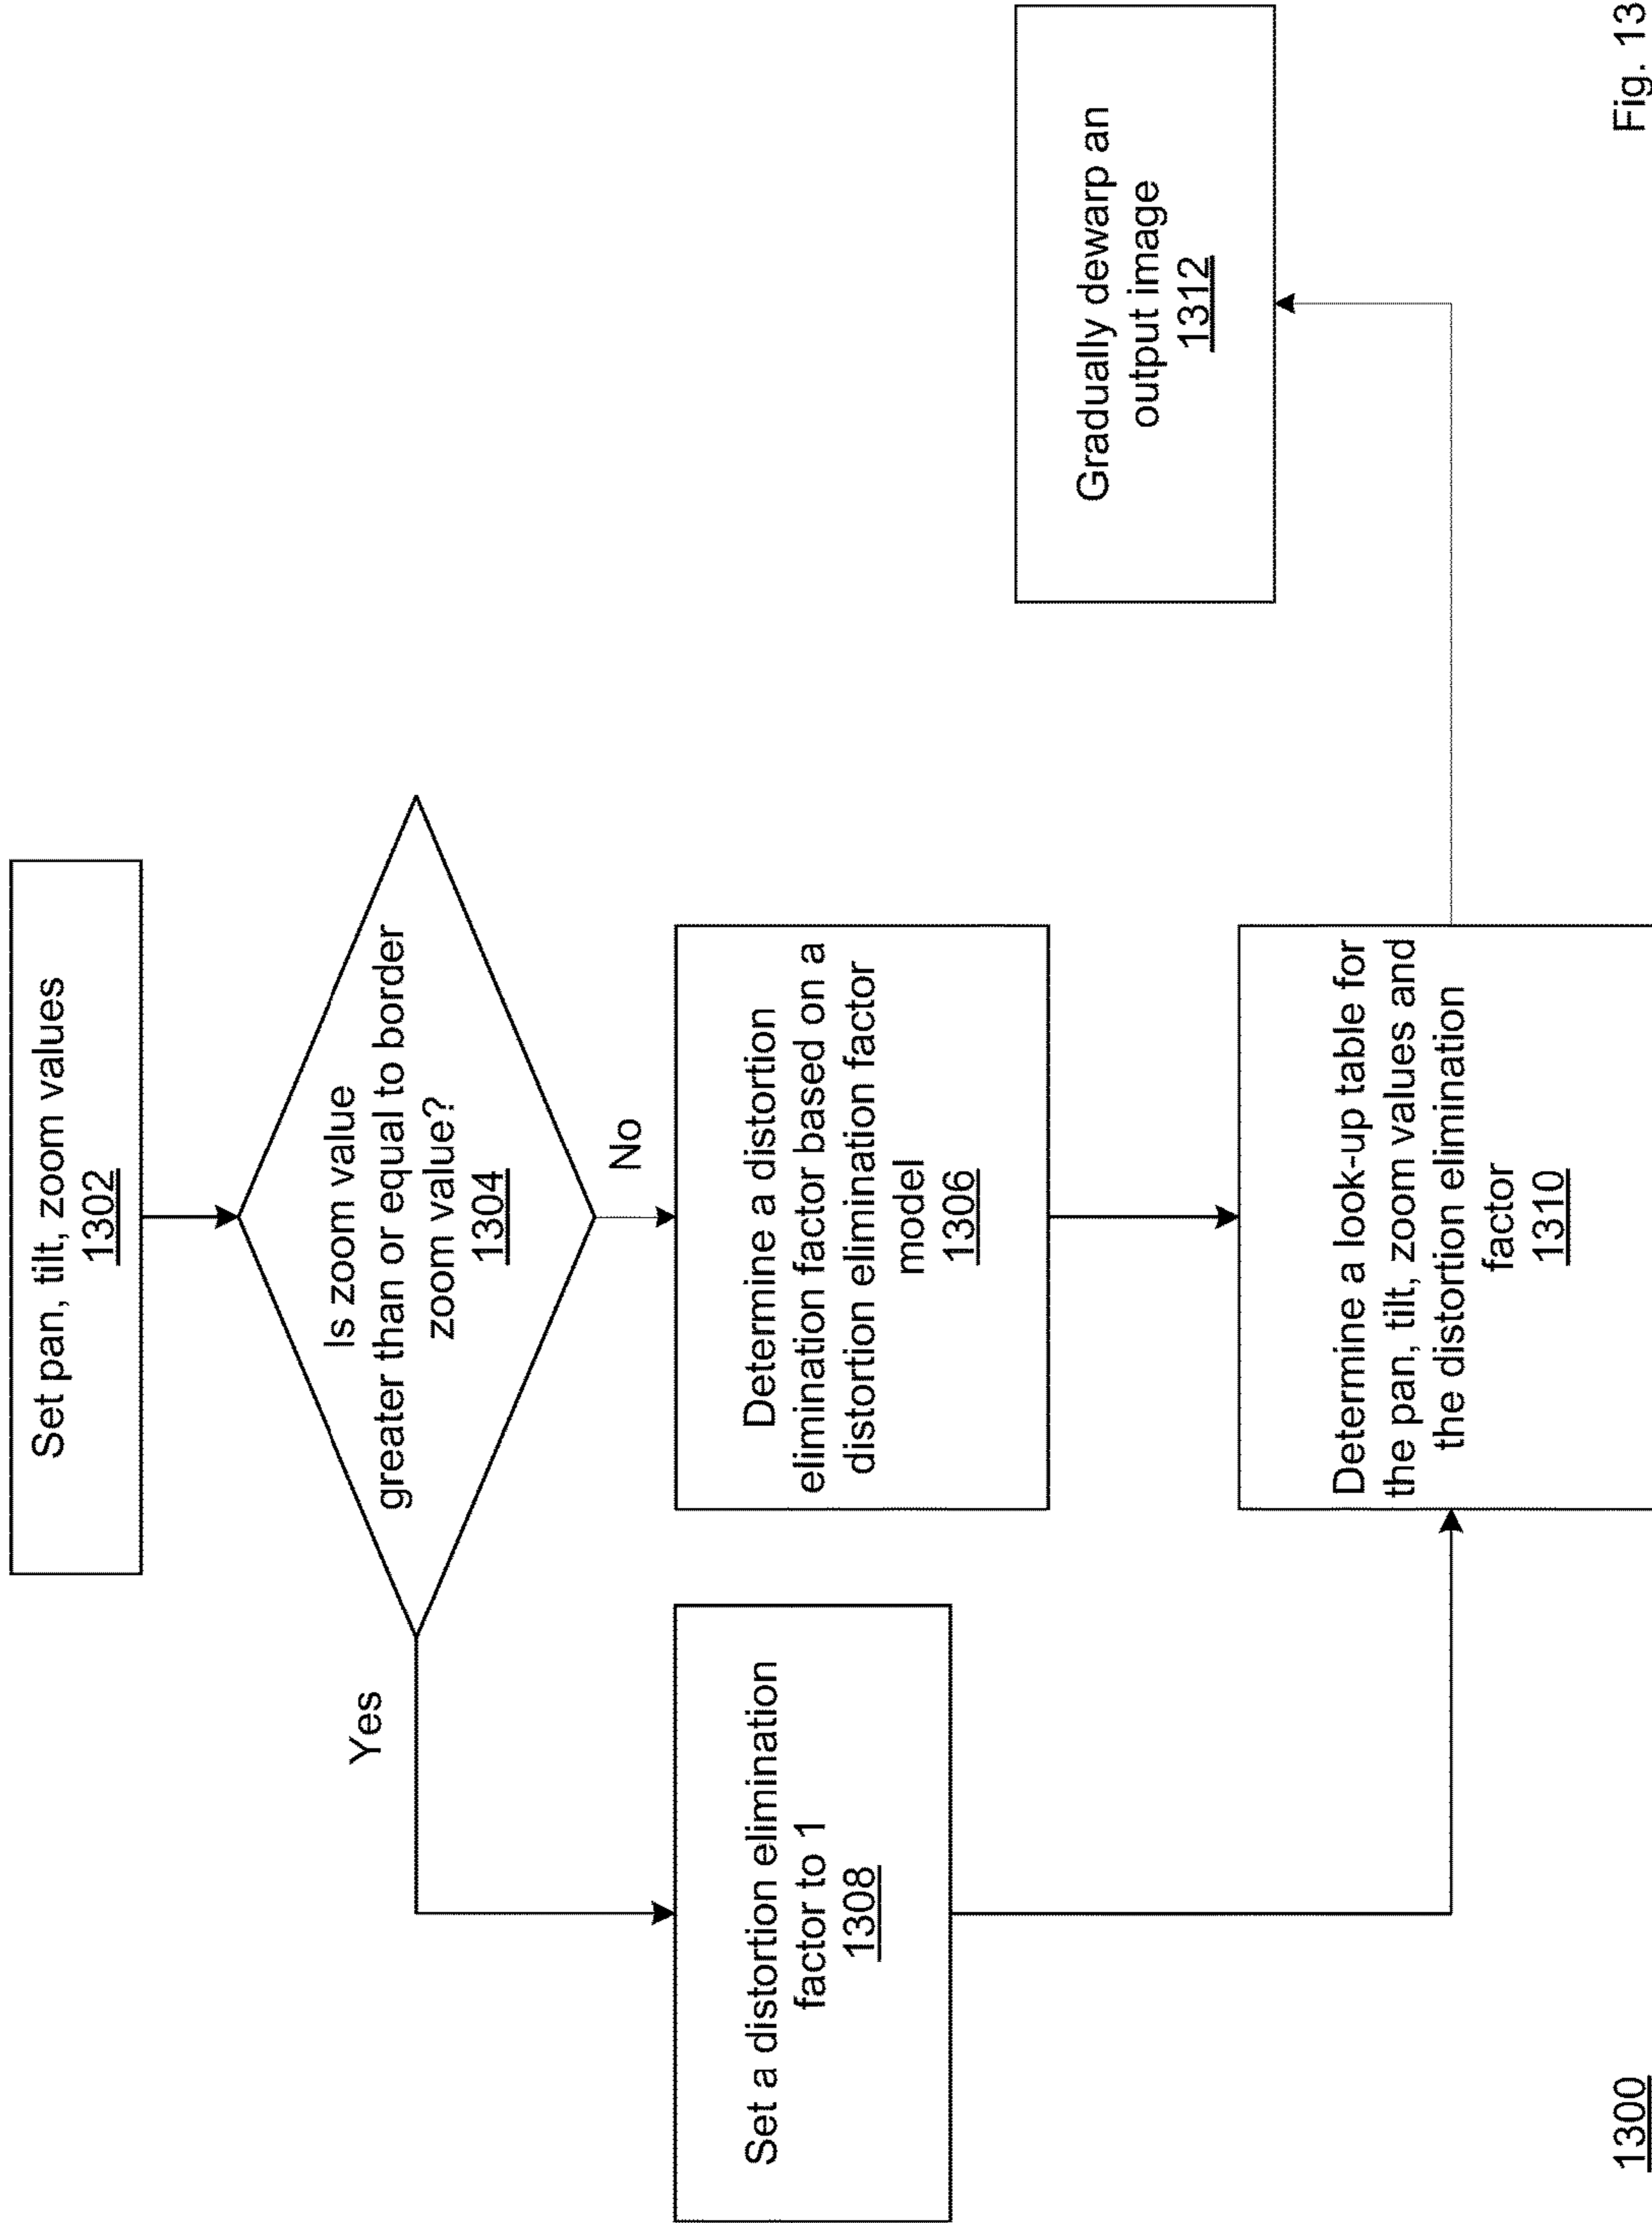 Set pan, tilt, zoom values
1302
Is zoom value
greater than or equal to border
zoom value?
1304
Yes
No
Set a distortion elimination
factor to 1
1308
Determine a distortion
elimination factor based on a
distortion elimination factor
model
1306
Determine a look-up table for
the pan, tilt, zoom values and
the distortion elimination
factor
1310
Gradually dewarp an
output image
1312
1300
Fig. 13